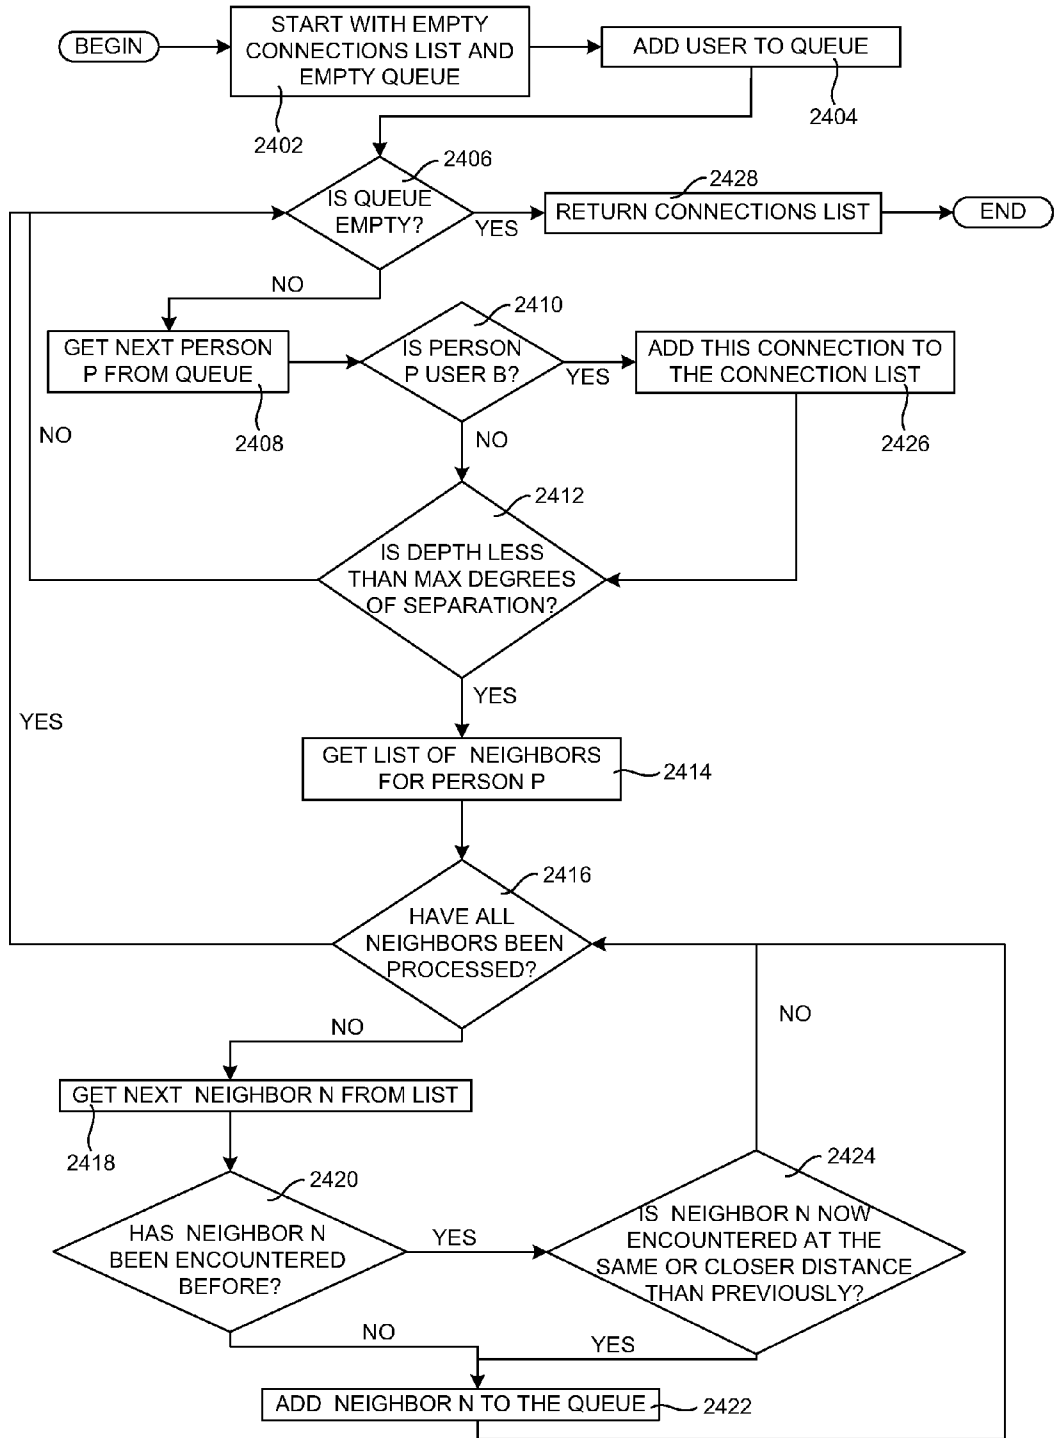 BEGIN
START WITH EMPTY
CONNECTIONS LIST AND
EMPTY QUEUE
2402
ADD USER TO QUEUE
2404
2406
IS QUEUE
EMPTY?
YES
2428
RETURN CONNECTIONS LIST
END
NO
GET NEXT PERSON
P FROM QUEUE
2408
2410
IS PERSON
P USER B?
YES
ADD THIS CONNECTION TO
THE CONNECTION LIST
2426
NO
NO
2412
IS DEPTH LESS
THAN MAX DEGREES
OF SEPARATION?
YES
YES
GET LIST OF NEIGHBORS
FOR PERSON P
2414
2416
HAVE ALL
NEIGHBORS BEEN
PROCESSED?
NO
NO
GET NEXT NEIGHBOR N FROM LIST
2418
2420
HAS NEIGHBOR N
BEEN ENCOUNTERED
BEFORE?
YES
2424
IS NEIGHBOR N NOW
ENCOUNTERED AT THE
SAME OR CLOSER DISTANCE
THAN PREVIOUSLY?
NO
YES
ADD NEIGHBOR N TO THE QUEUE
2422